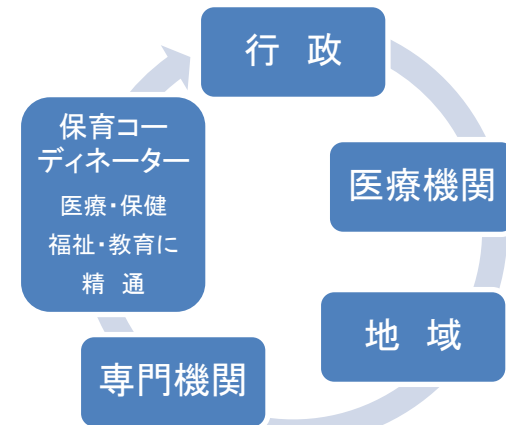 行　政
保育コー
ディネーター
医療・保健
福祉・教育に
精　通
医療機関
地　域
専門機関